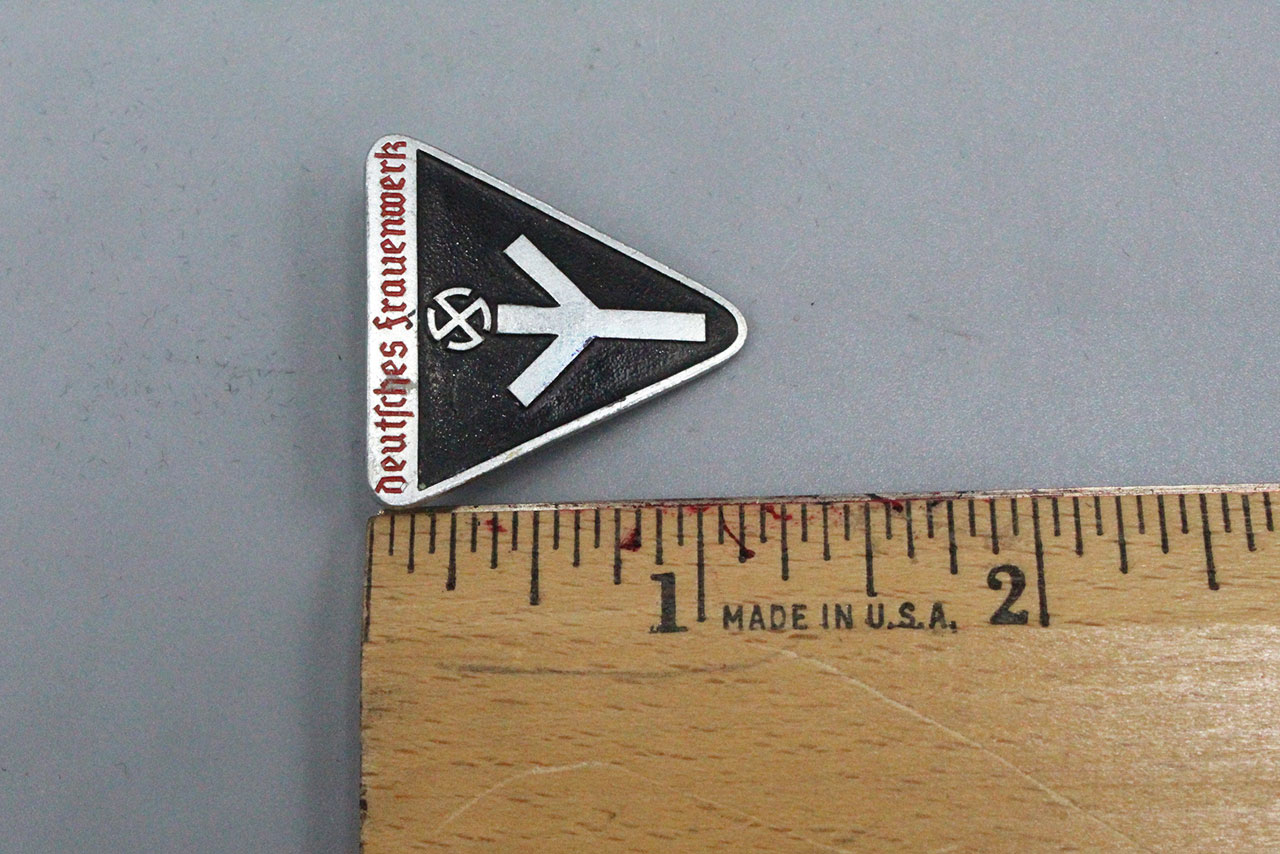 deutſches Frauenwerk
1 2
MADE IN U.S.A.